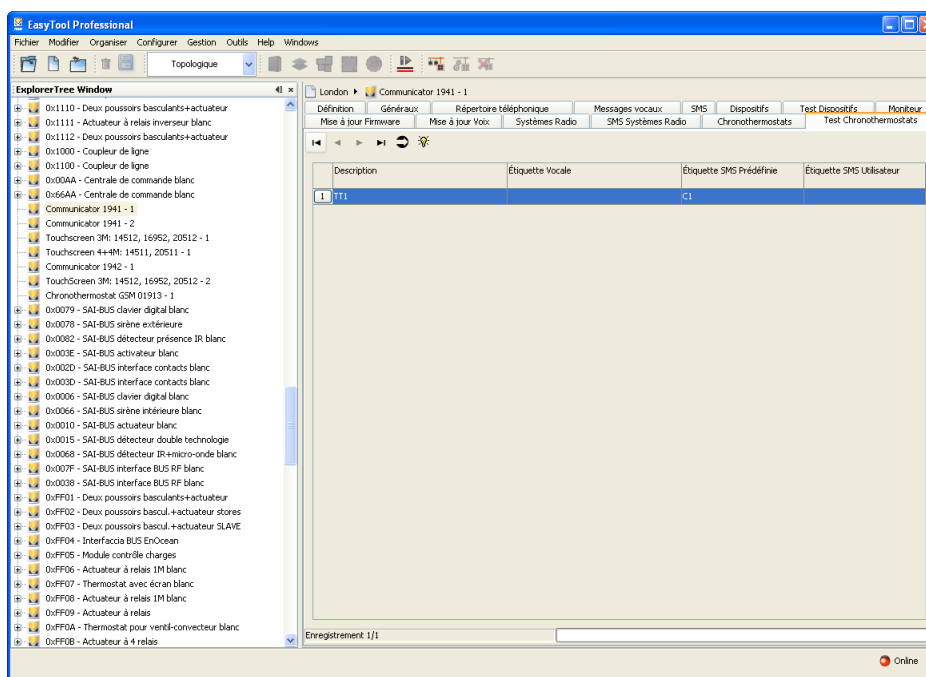 EasyTool Professional
Fichier Modifier Organiser Configurer Gestion Outils Help Windows
Topologique
ExplorerTree Window
0x1110 - Deux poussoirs basculants+actuateur
0x1111 - Actuateur à relais inverseur blanc
0x1112 - Deux poussoirs basculants+actuateur
0x1000 - Coupleur de ligne
0x1100 - Coupleur de ligne
0x00AA - Centrale de commande blanc
0x66AA - Centrale de commande blanc
Communicator 1941 - 1
Communicator 1941 - 2
Touchscreen 3M: 14512, 16952, 20512 - 1
Touchscreen 4+4M: 14511, 20511 - 1
Communicator 1942 - 1
TouchScreen 3M: 14512, 16952, 20512 - 2
Chronothermostat GSM 01913 - 1
0x0079 - SAI-BUS clavier digital blanc
0x0078 - SAI-BUS sirène extérieure
0x0082 - SAI-BUS détecteur présence IR blanc
0x003E - SAI-BUS activateur blanc
0x002D - SAI-BUS interface contacts blanc
0x003D - SAI-BUS interface contacts blanc
0x0006 - SAI-BUS clavier digital blanc
0x0066 - SAI-BUS sirène intérieure blanc
0x0010 - SAI-BUS actuateur blanc
0x0015 - SAI-BUS détecteur double technologie
0x0068 - SAI-BUS détecteur IR+micro-onde blanc
0x007F - SAI-BUS interface BUS RF blanc
0x0038 - SAI-BUS interface BUS RF blanc
0xFF01 - Deux poussoirs basculants+actuateur
0xFF02 - Deux poussoirs bascul.+actuateur stores
0xFF03 - Deux poussoirs bascul.+actuateur SLAVE
0xFF04 - Interfaccia BUS EnOcean
0xFF05 - Module contrôle charges
0xFF06 - Actuateur à relais 1M blanc
0xFF07 - Thermostat avec écran blanc
0xFF08 - Actuateur à relais 1M blanc
0xFF09 - Actuateur à relais
0xFF0A - Thermostat pour ventil-convecteur blanc
0xFF0B - Actuateur à 4 relais
London Communicator 1941 - 1
Définition Généraux Répertoire téléphonique Messages vocaux SMS Dispositifs Test Dispositifs Moniteur
Mise à jour Firmware Mise à jour Voix Systèmes Radio SMS Systèmes Radio Chronothermostats Test Chronothermostats
Description Étiquette Vocale Étiquette SMS Prédéfinie Étiquette SMS Utilisateur
1 TT1 C1
Enregistrement 1/1
Online